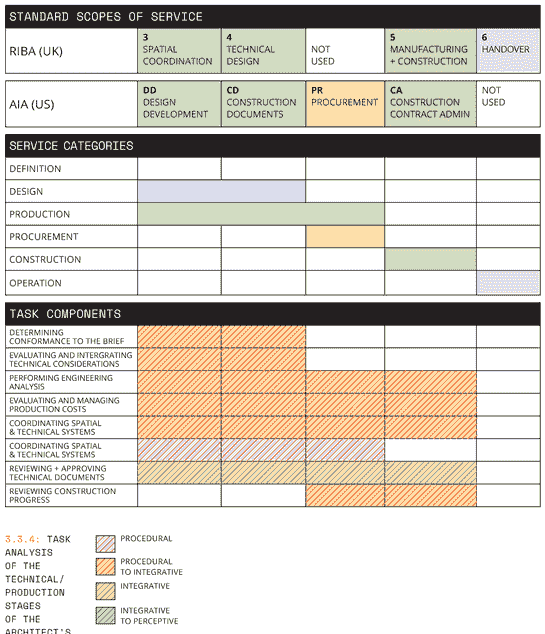 STANDARD SCOPES OF SERVICE
RIBA (UK)
3
SPATIAL
COORDINATION
4
TECHNICAL
DESIGN
NOT
USED
5
MANUFACTURING
+ CONSTRUCTION
6
HANDOVER
AIA (US)
DD
DESIGN
DEVELOPMENT
CD
CONSTRUCTION
DOCUMENTS
PR
PROCUREMENT
CA
CONSTRUCTION
CONTRACT ADMIN
NOT
USED
SERVICE CATEGORIES
DEFINITION
DESIGN
PRODUCTION
PROCUREMENT
CONSTRUCTION
OPERATION
TASK COMPONENTS
DETERMINING
CONFORMANCE TO THE BRIEF
EVALUATING AND INTERGRATING
TECHNICAL CONSIDERATIONS
PERFORMING ENGINEERING
ANALYSIS
EVALUATING AND MANAGING
PRODUCTION COSTS
COORDINATING SPATIAL
& TECHNICAL SYSTEMS
COORDINATING SPATIAL
& TECHNICAL SYSTEMS
REVIEWING + APPROVING
TECHNICAL DOCUMENTS
REVIEWING CONSTRUCTION
PROGRESS
3.3.4: TASK
ANALYSIS
OF THE
TECHNICAL/
PRODUCTION
STAGES
OF THE
ARCHITECT'S
PROCEDURAL
PROCEDURAL
TO INTEGRATIVE
INTEGRATIVE
INTEGRATIVE
TO PERCEPTIVE